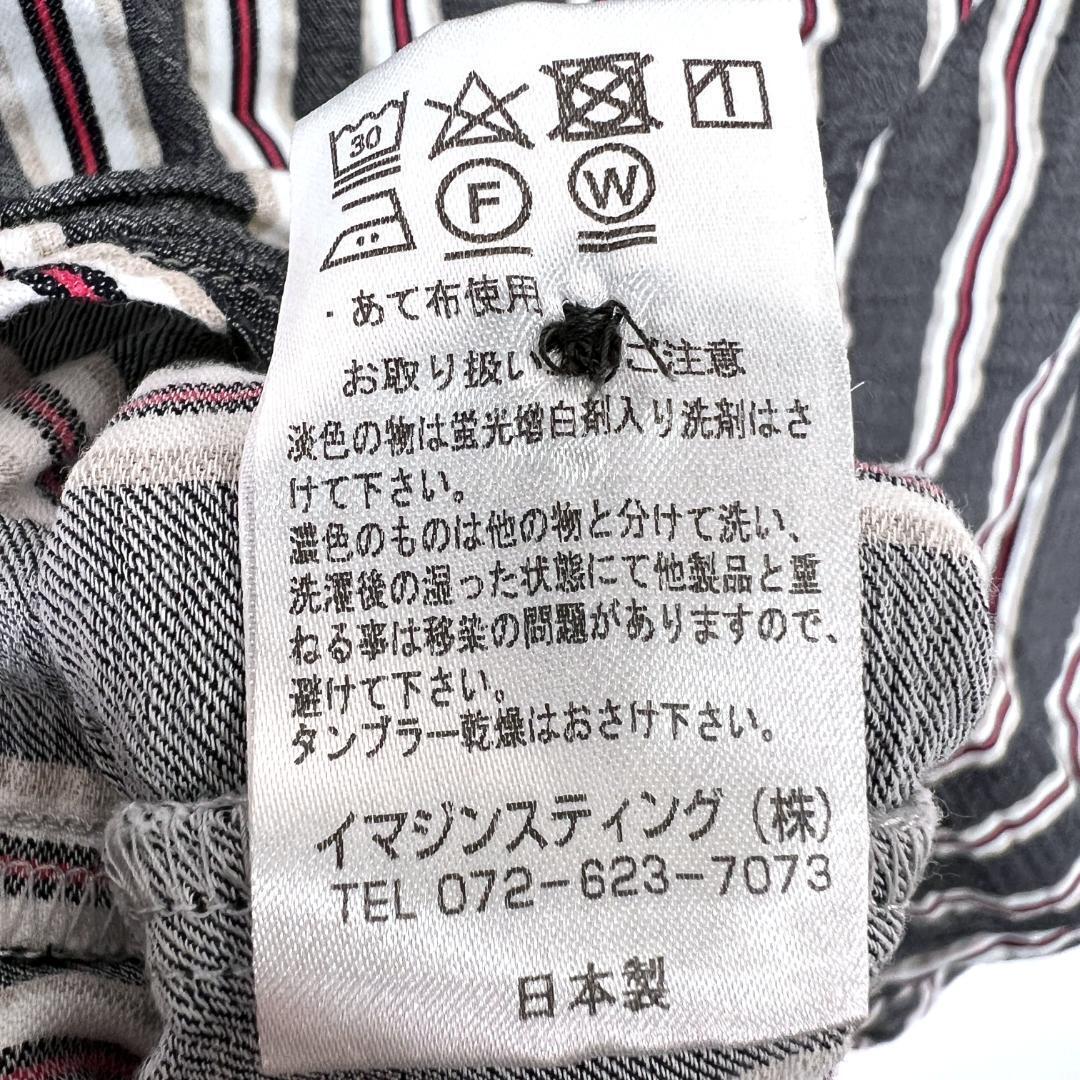 30
F W
・あて布使用
お取り扱い ご注意
淡色の物は蛍光増白剤入り洗剤はさ
けて下さい。
濃色のものは他の物と分けて洗い、
洗濯後の湿った状態にて他製品と重
ねる事は移染の問題がありますので、
避けて下さい。
タンブラー乾燥はおさけ下さい。
イマジンスティング(株)
TEL 072-623-7073
日本製